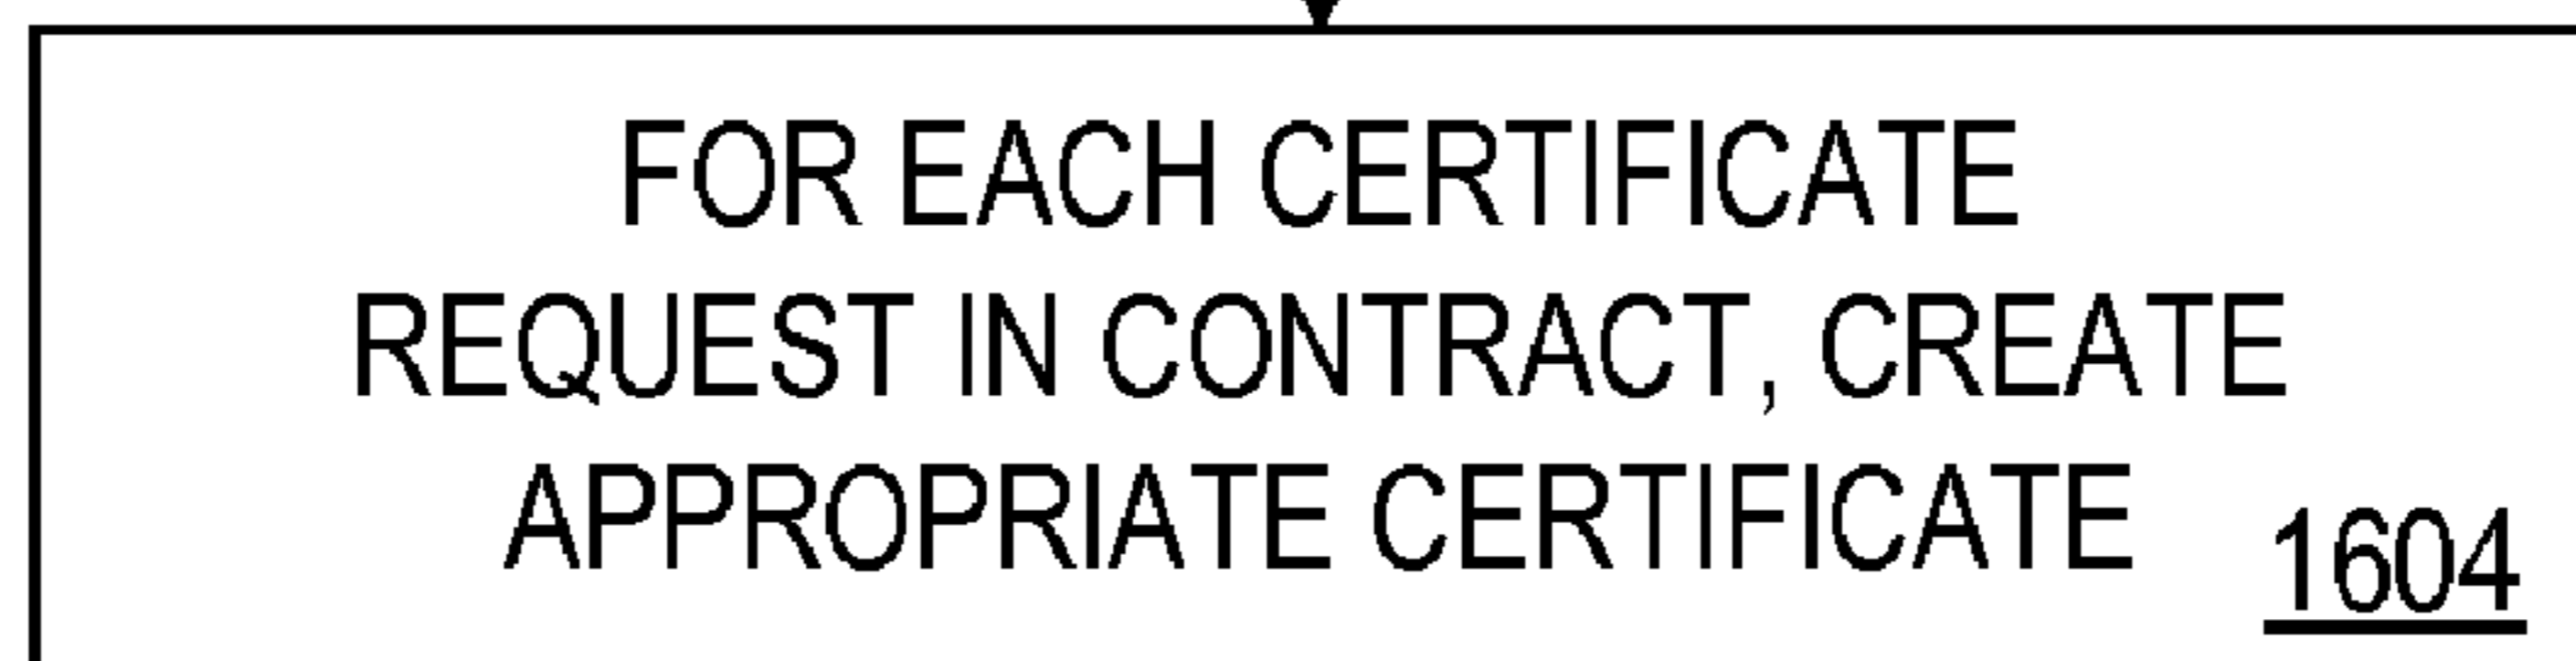 FOR EACH CERTIFICATE
REQUEST IN CONTRACT, CREATE
APPROPRIATE CERTIFICATE
1604